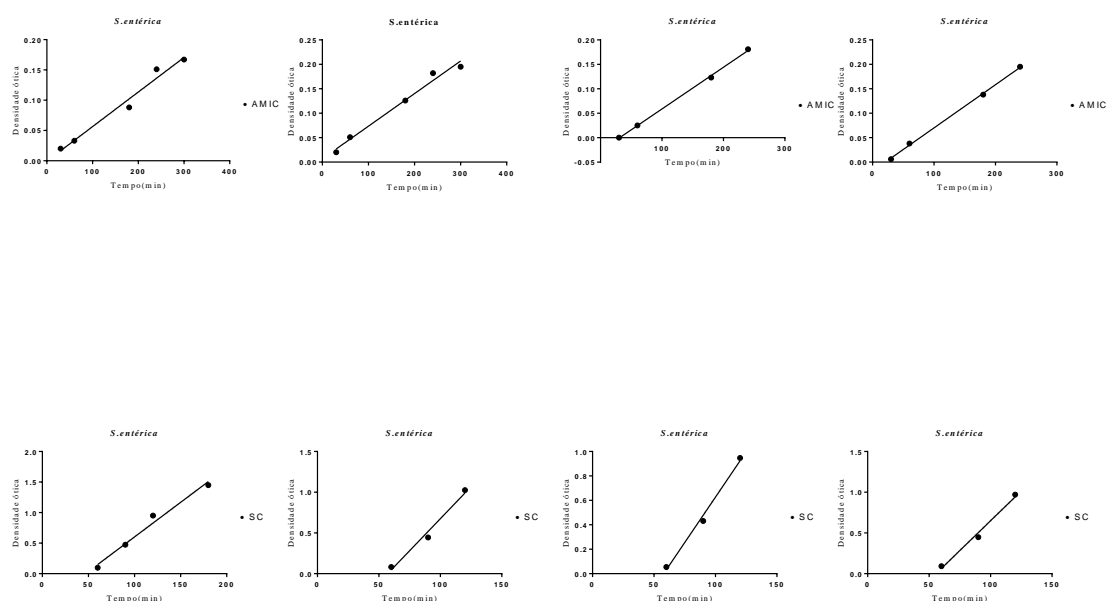 S.entérica
0.20
0.15
0.10
0.05
0.00
0 100 200 300 400
Densidade ótica
Tempo(min)
AMIC
S.entérica
0.25
0.20
0.15
0.10
0.05
0.00
0 100 200 300 400
Densidade ótica
Tempo(min)
S.entérica
0.20
0.15
0.10
0.05
0.00
-0.05
100 200 300
Densidade ótica
Tempo(min)
AMIC
S.entérica
0.25
0.20
0.15
0.10
0.05
0.00
0 100 200 300
Densidade ótica
Tempo(min)
AMIC
S.entérica
2.0
1.5
1.0
0.5
0.0
0 50 100 150 200
Densidade ótica
Tempo(min)
SC
S.entérica
1.5
1.0
0.5
0.0
0 50 100 150
Densidade ótica
Tempo(min)
SC
S.entérica
1.0
0.8
0.6
0.4
0.2
0.0
0 50 100 150
Densidade ótica
Tempo(min)
SC
S.entérica
1.5
1.0
0.5
0.0
0 50 100 150
Densidade ótica
Tempo(min)
SC